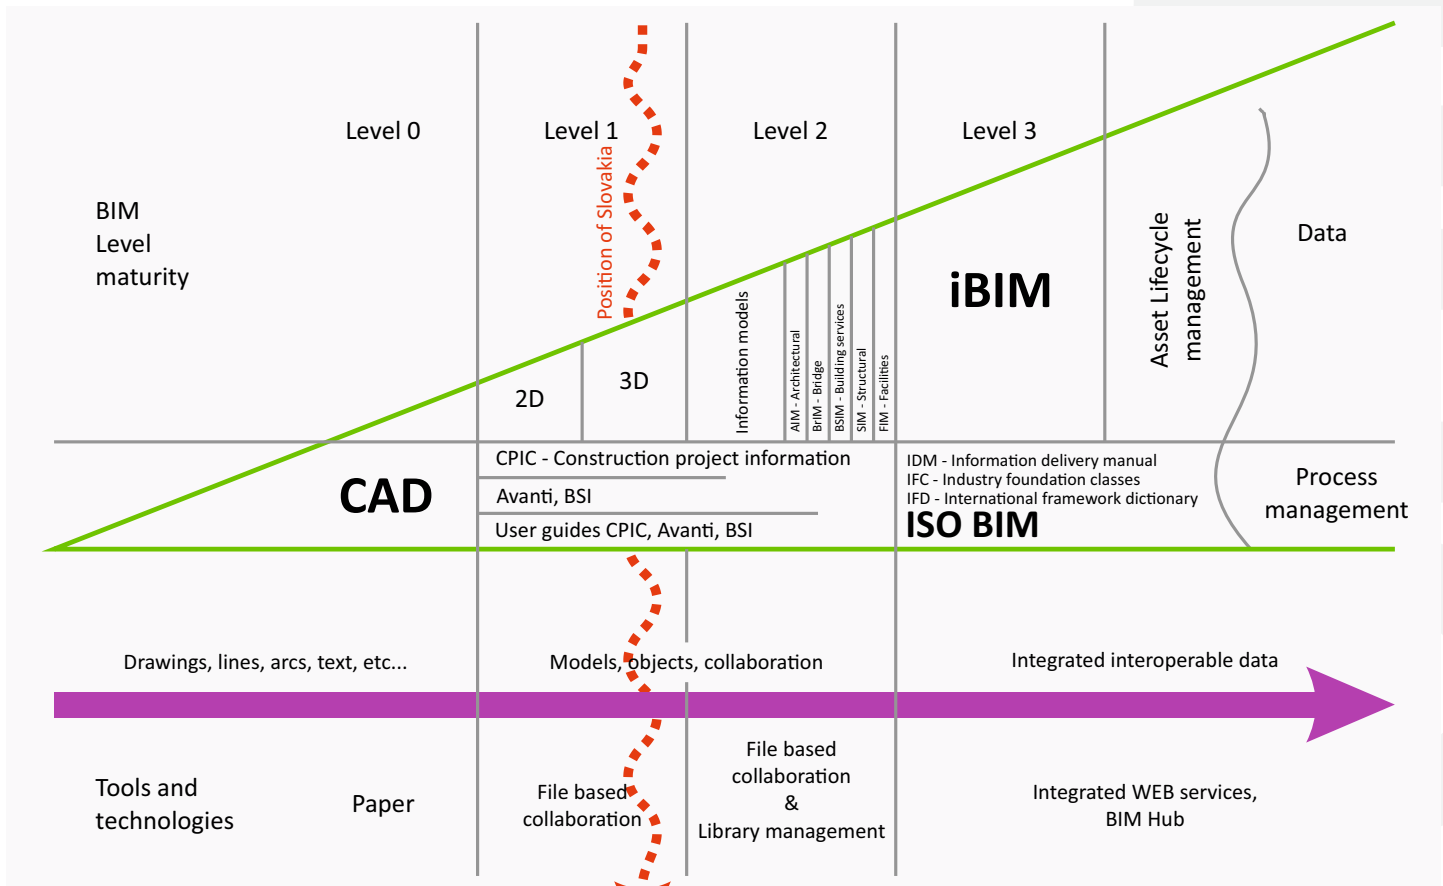 Level 0
Level 1
Level 2
Level 3
BIM
Level
maturity
Position of Slovakia
2D
3D
Information models
AIM - Architectural
BrIM - Bridge
BSIM - Building services
SIM - Structural
FIM - Facilities
iBIM
Asset Lifecycle
management
Data
CAD
CPIC - Construction project information
Avanti, BSI
User guides CPIC, Avanti, BSI
IDM - Information delivery manual
IFC - Industry foundation classes
IFD - International framework dictionary
ISO BIM
Process
management
Drawings, lines, arcs, text, etc...
Models, objects, collaboration
Integrated interoperable data
Tools and
technologies
Paper
File based
collaboration
File based
collaboration
&
Library management
Integrated WEB services,
BIM Hub